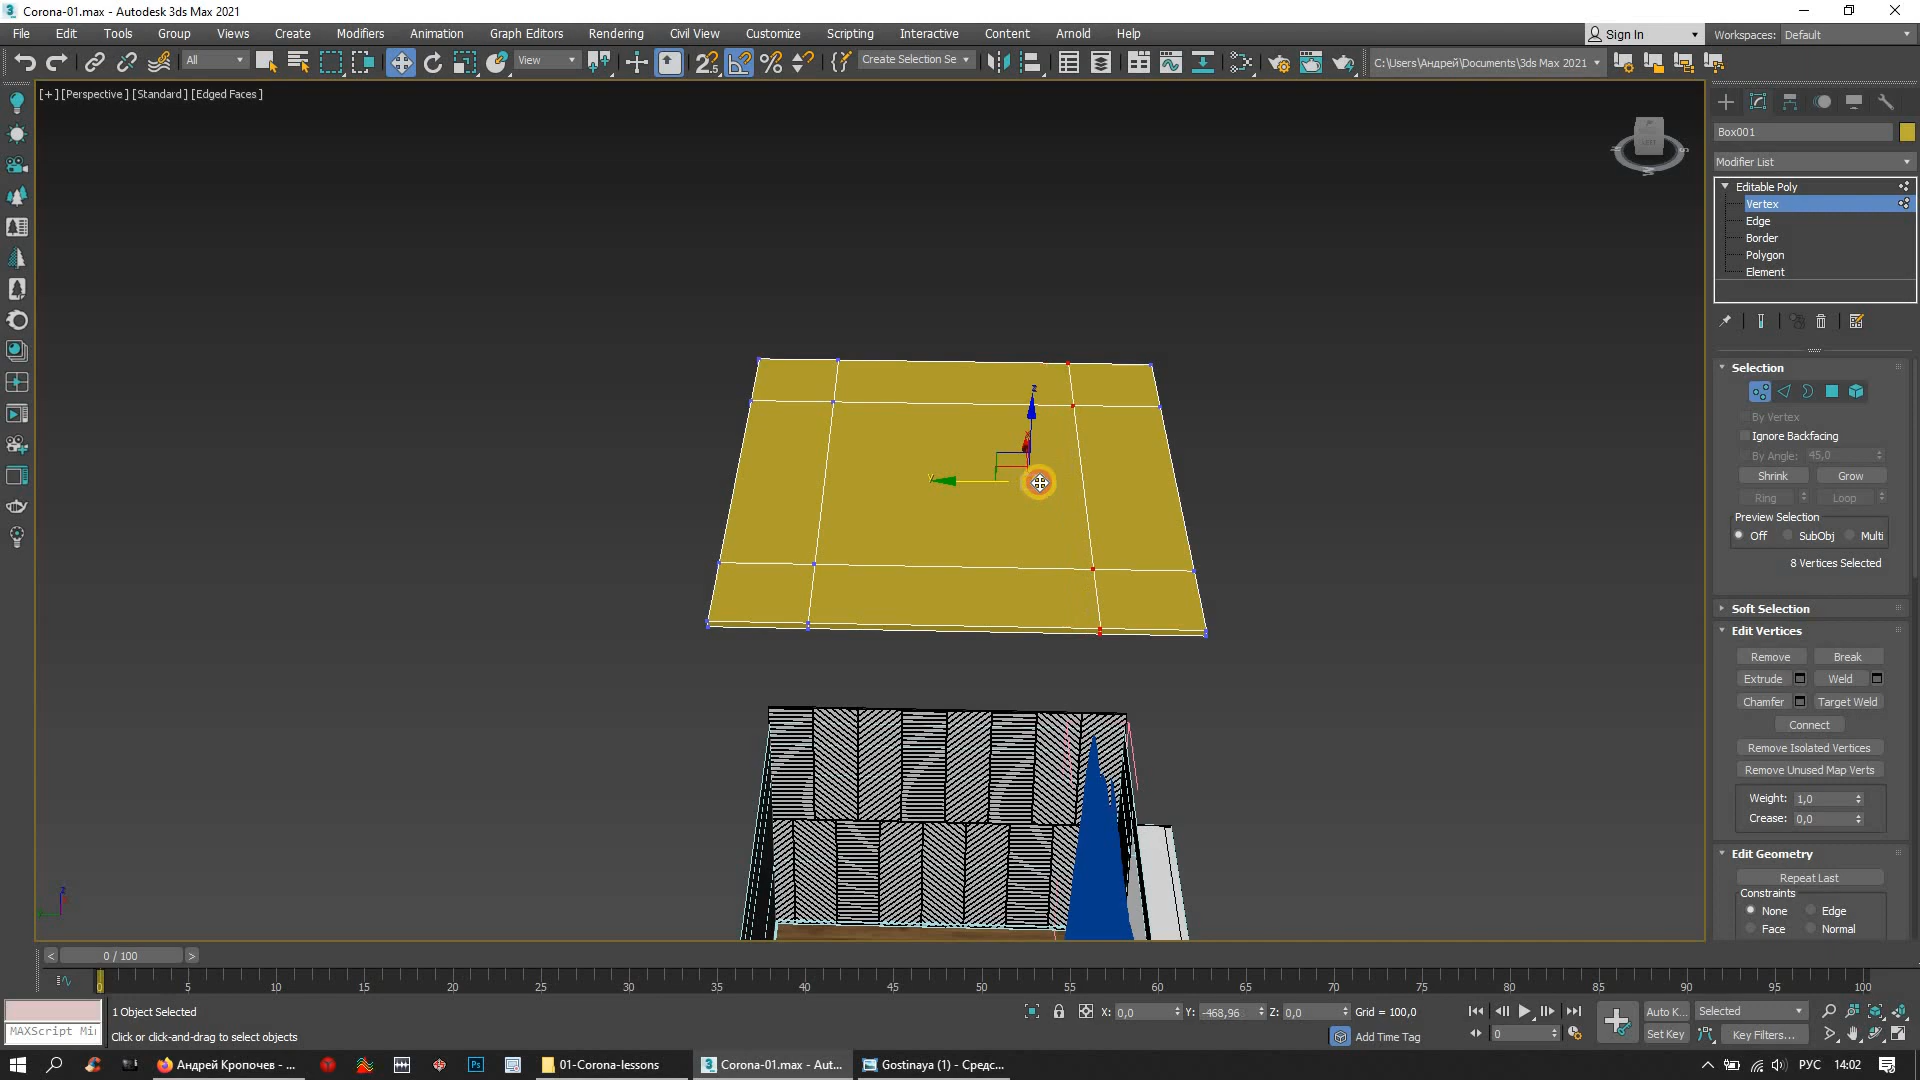 Corona-01.max - Autodesk 3ds Max 2021
File Edit Tools Group Views Create Modifiers Animation Graph Editors Rendering Civil View Customize Scripting Interactive Content Arnold Help Sign In Workspaces: Default
All View Create Selection Se C:\Users\Андрей\Documents\3ds Max 2021
[+] [Perspective ] [Standard ] [Edged Faces ]
Box001
Modifier List
Editable Poly
Vertex
Edge
Border
Polygon
Element
Selection
By Vertex
Ignore Backfacing
By Angle: 45,0
Shrink Grow
Ring Loop
Preview Selection
Off SubObj Multi
8 Vertices Selected
Soft Selection
Edit Vertices
Remove Break
Extrude Weld
Chamfer Target Weld
Connect
Remove Isolated Vertices
Remove Unused Map Verts
Weight: 1,0
Crease: 0,0
Edit Geometry
Repeat Last
Constraints
None Edge
Face Normal
z
y
z
< 0 / 100 >
0 5 10 15 20 25 30 35 40 45 50 55 60 65 70 75 80 85 90 95 100
1 Object Selected X: 0,0 Y: -468,96 Z: 0,0 Grid = 100,0 Auto K... Selected
MAXScript Mi Click or click-and-drag to select objects Add Time Tag 0 Set Key Key Filters...
Андрей Кропочев - ... 01-Corona-lessons Corona-01.max - Aut... Gostinaya (1) - Средс... РУС 14:02